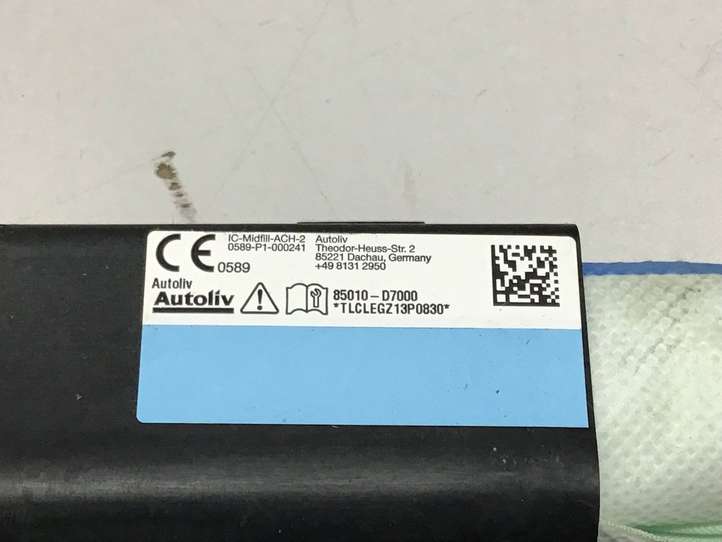 CE 0589
IC-Midfill-ACH-2
0589-P1-000241
Autoliv
Theodor-Heuss-Str. 2
85221 Dachau, Germany
+49 8131 2950
Autoliv
Autoliv
85010-D7000
*TLCLEGZ13P0830*